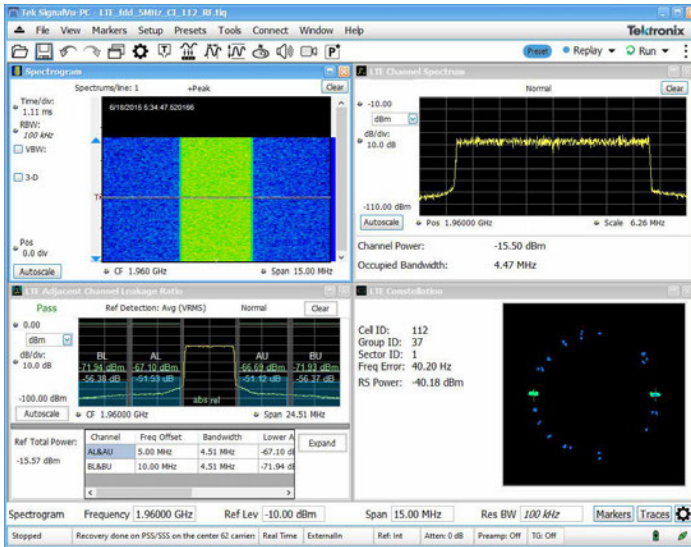 Tek SignalVu-PC - LTE_fdd_5MHz_CI_112_RF.tiq
File View Markers Setup Presets Tools Connect Window Help
Tektronix
Preset Replay Run
Spectrogram
Spectrums/line: 1 +Peak Clear
Time/div:
1.11 ms
RBW:
100 kHz
VBW:
3-D
6/18/2015 5:34:47.520166
Pos
0.0 div
Autoscale CF 1.960 GHz Span 15.00 MHz
LTE Channel Spectrum
Normal Clear
-10.00
dBm
dB/div:
10.0 dB
-110.00 dBm
Autoscale Pos 1.96000 GHz Scale 6.26 MHz
Channel Power: -15.50 dBm
Occupied Bandwidth: 4.47 MHz
LTE Adjacent Channel Leakage Ratio
Pass Ref Detection: Avg (VRMS) Normal Clear
0.00
dBm
dB/div:
10.0 dB
-100.00 dBm
BL AL AU BU
-71.94 dBm -67.10 dBm -66.69 dBm -71.93 dBm
-56.38 dB -51.53 dB -51.12 dB -56.37 dB
abs rel
Autoscale CF 1.96000 GHz Span 24.51 MHz
Ref Total Power:
-15.57 dBm
Channel Freq Offset Bandwidth Lower A
AL&AU 5.00 MHz 4.51 MHz -67.10 dB
BL&BU 10.00 MHz 4.51 MHz -71.94 dB
Expand
LTE Constellation
Cell ID: 112
Group ID: 37
Sector ID: 1
Freq Error: 40.20 Hz
RS Power: -40.18 dBm
Spectrogram Frequency 1.96000 GHz Ref Lev -10.00 dBm Span 15.00 MHz Res BW 100 kHz Markers Traces
Stopped Recovery done on PSS/SSS on the center 62 carriers Real Time ExternalIn Ref: Int Atten: 0 dB Preamp: Off TG: Off